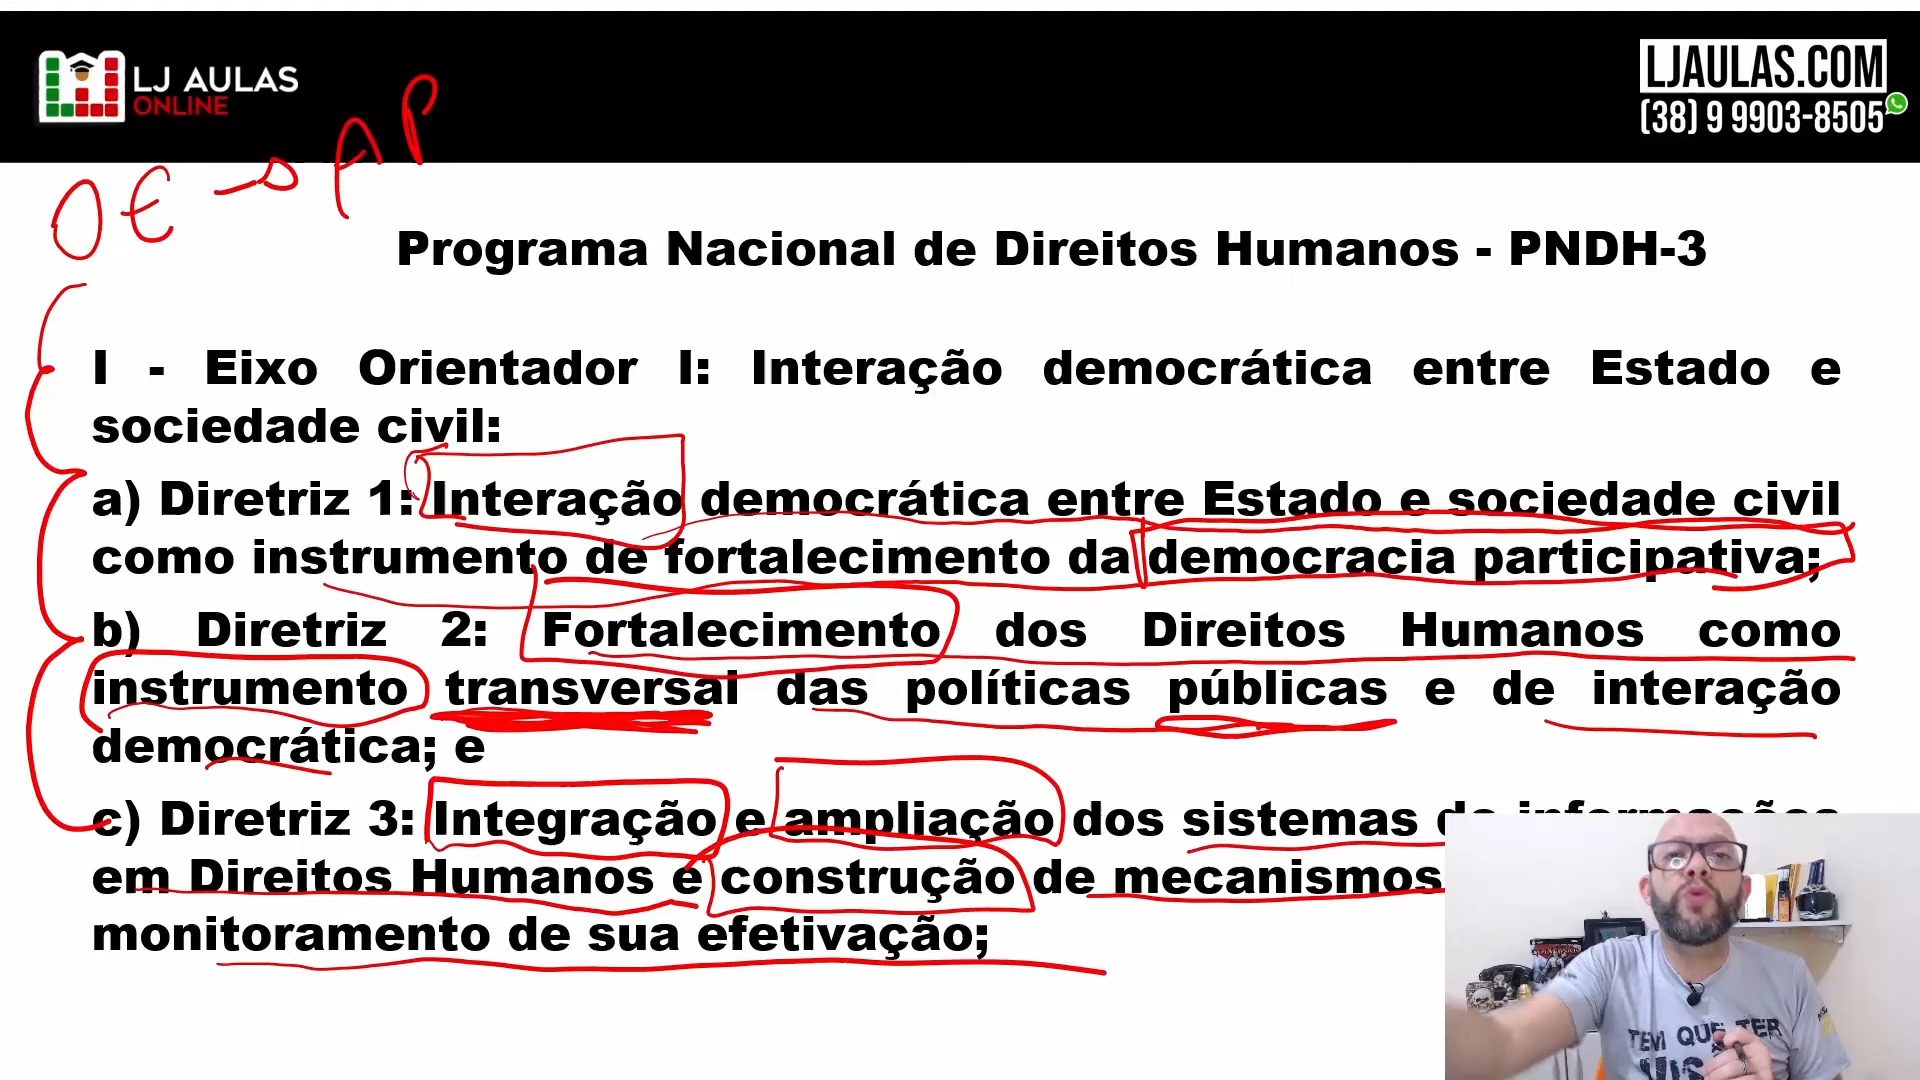 LJ AULAS
ONLINE
LJAULAS.COM
(38) 9 9903-8505
OE → AP
Programa Nacional de Direitos Humanos - PNDH-3
I - Eixo Orientador I: Interação democrática entre Estado e
sociedade civil:
a) Diretriz 1: Interação democrática entre Estado e sociedade civil
como instrumento de fortalecimento da democracia participativa;
b) Diretriz 2: Fortalecimento dos Direitos Humanos como
instrumento transversal das políticas públicas e de interação
democrática; e
c) Diretriz 3: Integração e ampliação dos sistemas de informações
em Direitos Humanos e construção de mecanismos
monitoramento de sua efetivação;
TEM QUE TER